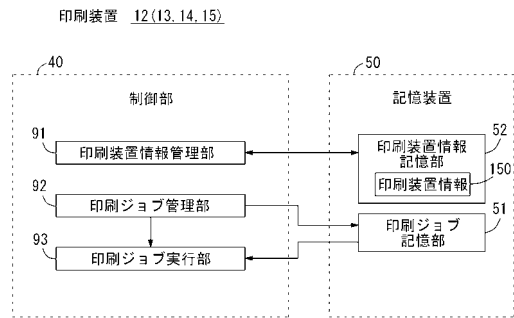 印刷装置 12(13,14,15)
40
50
制御部
記憶装置
91
印刷装置情報管理部
52
印刷装置情報
記憶部
150
印刷装置情報
92
印刷ジョブ管理部
51
印刷ジョブ
記憶部
93
印刷ジョブ実行部